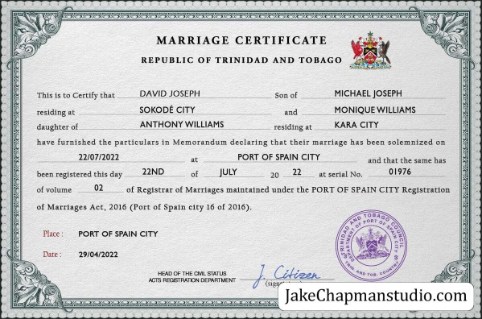 MARRIAGE CERTIFICATE
REPUBLIC OF TRINIDAD AND TOBAGO
This is to Certify that DAVID JOSEPH Son of MICHAEL JOSEPH
residing at SOKODÉ CITY and MONIQUE WILLIAMS
daughter of ANTHONY WILLIAMS residing at KARA CITY
have furnished the particulars in Memorandum declaring that their marriage has been solemnized on
22/07/2022 at PORT OF SPAIN CITY and that the same has
been registered this day 22ND of JULY 20 22 at serial No. 01976
of volume 02 of Registrar of Marriages maintained under the PORT OF SPAIN CITY Registration
of Marriages Act, 2016 (Port of Spain city 16 of 2016).
Place : PORT OF SPAIN CITY
Date : 29/04/2022
HEAD OF THE CIVIL STATUS
ACTS REGISTRATION DEPARTMENT
J. Citizen
TRINIDAD AND TOBAGO COUNCIL
JakeChapmanstudio.com